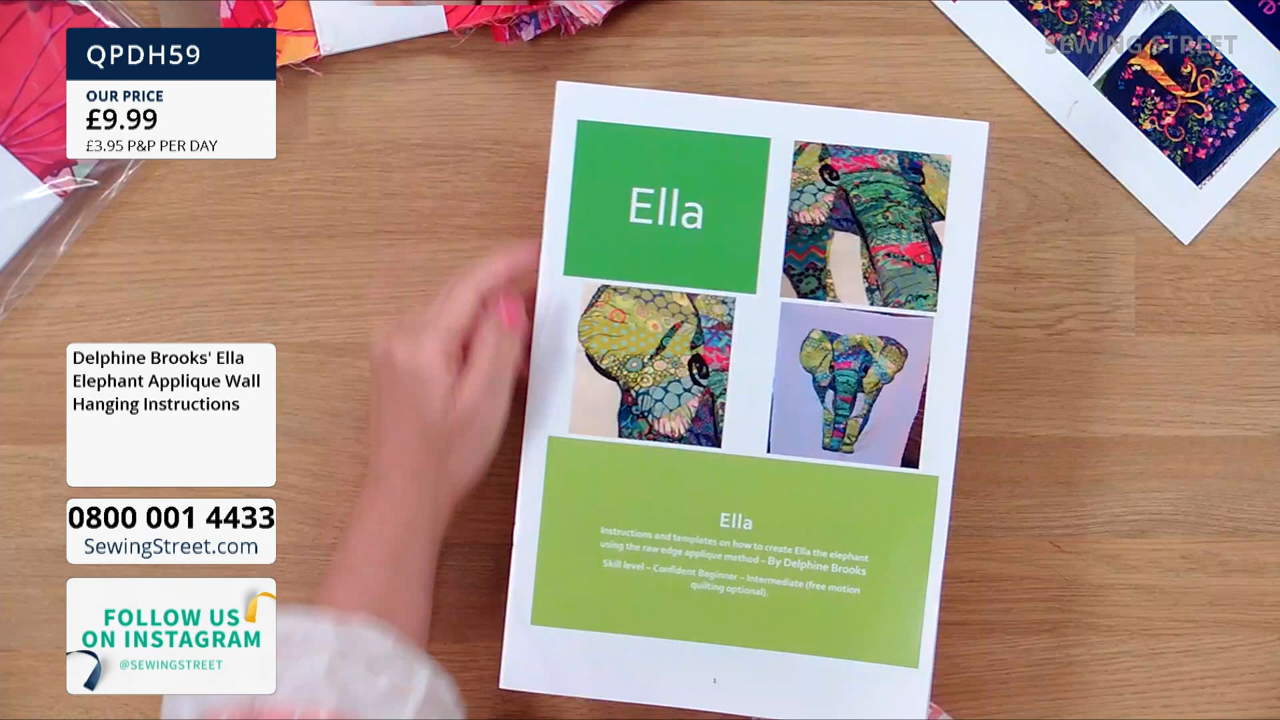 QPDH59
OUR PRICE
£9.99
£3.95 P&P PER DAY
SEWING STREET
Ella
Delphine Brooks' Ella
Elephant Applique Wall
Hanging Instructions
Ella
Instructions and templates on how to create Ella the elephant
using the raw edge applique method – By Delphine Brooks
Skill level – Confident Beginner – Intermediate (free motion
quilting optional).
0800 001 4433
SewingStreet.com
FOLLOW US
ON INSTAGRAM
@SEWINGSTREET
1